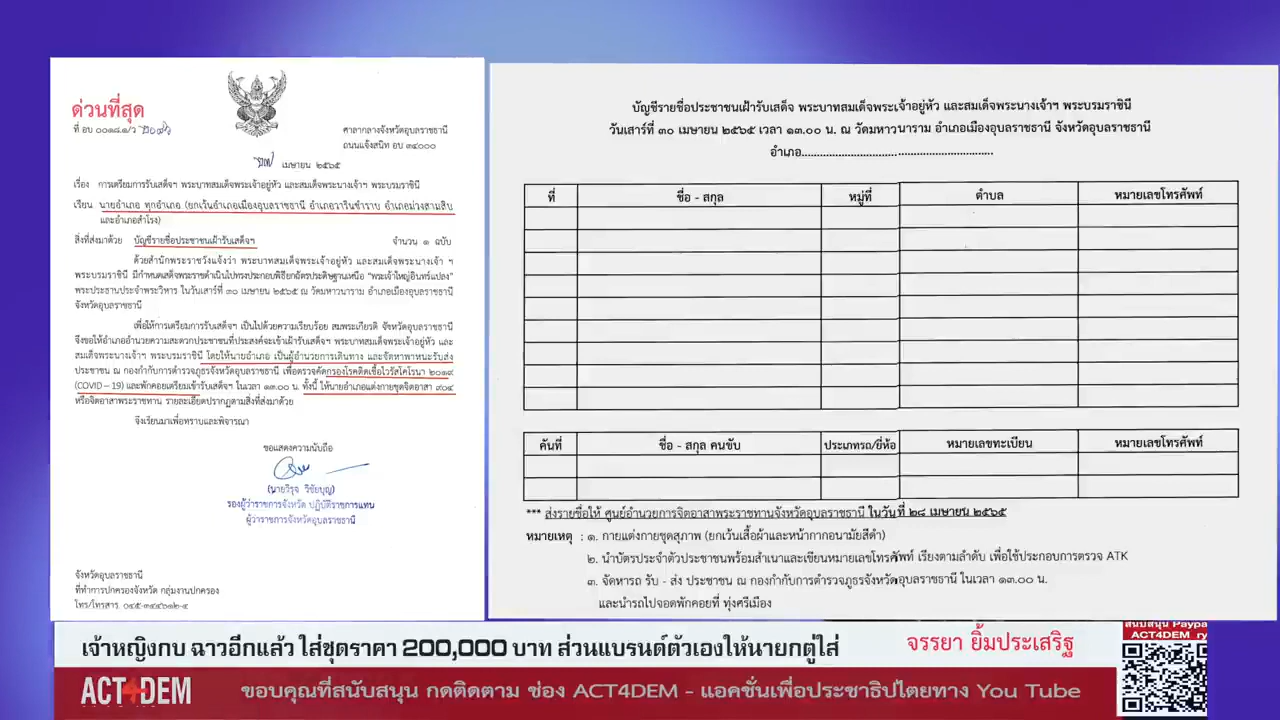 ด่วนที่สุด
ที่ อบ ๐๐๑๘.๑/ว
ศาลากลางจังหวัดอุบลราชธานี
ถนนแจ้งสนิท อบ ๓๔๐๐๐
เมษายน ๒๕๖๕
เรื่อง การเตรียมการรับเสด็จฯ พระบาทสมเด็จพระเจ้าอยู่หัว และสมเด็จพระนางเจ้าฯ พระบรมราชินี
เรียน นายอำเภอ ทุกอำเภอ (ยกเว้นอำเภอเมืองอุบลราชธานี อำเภอวารินชำราบ อำเภอม่วงสามสิบ
และอำเภอสำโรง)
สิ่งที่ส่งมาด้วย บัญชีรายชื่อประชาชนเฝ้ารับเสด็จฯ จำนวน ๑ ฉบับ
ด้วยสำนักพระราชวังแจ้งว่า พระบาทสมเด็จพระเจ้าอยู่หัว และสมเด็จพระนางเจ้า ฯ
พระบรมราชินี มีกำหนดเสด็จพระราชดำเนินไปทรงประกอบพิธียกฉัตรประดิษฐานเหนือ "พระเจ้าใหญ่อินทร์แปลง"
พระประธานประจำพระวิหาร ในวันเสาร์ที่ ๓๐ เมษายน ๒๕๖๕ ณ วัดมหาวนาราม อำเภอเมืองอุบลราชธานี
จังหวัดอุบลราชธานี
เพื่อให้การเตรียมการรับเสด็จฯ เป็นไปด้วยความเรียบร้อย สมพระเกียรติ จังหวัดอุบลราชธานี
จึงขอให้อำเภออำนวยความสะดวกประชาชนที่ประสงค์จะเข้าเฝ้ารับเสด็จฯ พระบาทสมเด็จพระเจ้าอยู่หัว และ
สมเด็จพระนางเจ้าฯ พระบรมราชินี โดยให้นายอำเภอ เป็นผู้อำนวยการเดินทาง และจัดหาพาหนะรับส่ง
ประชาชน ณ กองกำกับการตำรวจภูธรจังหวัดอุบลราชธานี เพื่อตรวจคัดกรองโรคติดเชื้อไวรัสโคโรนา ๒๐๑๙
(COVID – 19) และพักคอยเตรียมเข้ารับเสด็จฯ ในเวลา ๑๓.๐๐ น. ทั้งนี้ ให้นายอำเภอแต่งกายชุดจิตอาสา ๙๐๔
หรือจิตอาสาพระราชทาน รายละเอียดปรากฏตามสิ่งที่ส่งมาด้วย
จึงเรียนมาเพื่อทราบและพิจารณา
ขอแสดงความนับถือ
(นายวิรุจ วิชัยบุญ)
รองผู้ว่าราชการจังหวัด ปฏิบัติราชการแทน
ผู้ว่าราชการจังหวัดอุบลราชธานี
จังหวัดอุบลราชธานี
ที่ทำการปกครองจังหวัด กลุ่มงานปกครอง
โทร/โทรสาร. ๐๔๕-๓๔๔๖๑๒-๔
บัญชีรายชื่อประชาชนเฝ้ารับเสด็จ พระบาทสมเด็จพระเจ้าอยู่หัว และสมเด็จพระนางเจ้าฯ พระบรมราชินี
วันเสาร์ที่ ๓๐ เมษายน ๒๕๖๕ เวลา ๑๓.๐๐ น. ณ วัดมหาวนาราม อำเภอเมืองอุบลราชธานี จังหวัดอุบลราชธานี
อำเภอ..........................................................
ที่ ชื่อ - สกุล หมู่ที่ ตำบล หมายเลขโทรศัพท์
คันที่ ชื่อ - สกุล คนขับ ประเภทรถ/ยี่ห้อ หมายเลขทะเบียน หมายเลขโทรศัพท์
*** ส่งรายชื่อให้ ศูนย์อำนวยการจิตอาสาพระราชทานจังหวัดอุบลราชธานี ในวันที่ ๒๘ เมษายน ๒๕๖๕
หมายเหตุ : ๑. กายแต่งกายชุดสุภาพ (ยกเว้นเสื้อผ้าและหน้ากากอนามัยสีดำ)
๒. นำบัตรประจำตัวประชาชนพร้อมสำเนาและเขียนหมายเลขโทรศัพท์ เรียงตามลำดับ เพื่อใช้ประกอบการตรวจ ATK
๓. จัดหารถ รับ - ส่ง ประชาชน ณ กองกำกับการตำรวจภูธรจังหวัดอุบลราชธานี ในเวลา ๑๓.๐๐ น.
และนำรถไปจอดพักคอยที่ ทุ่งศรีเมือง
เจ้าหญิงกบ ฉาวอีกแล้ว ใส่ชุดราคา 200,000 บาท ส่วนแบรนด์ตัวเองให้นายกตู่ใส่
จรรยา ยิ้มประเสริฐ
สนับสนุน Paypa
ACT4DEM ry
ACT4DEM
ขอบคุณที่สนับสนุน กดติดตาม ช่อง ACT4DEM - แอคชั่นเพื่อประชาธิปไตยทาง You Tube